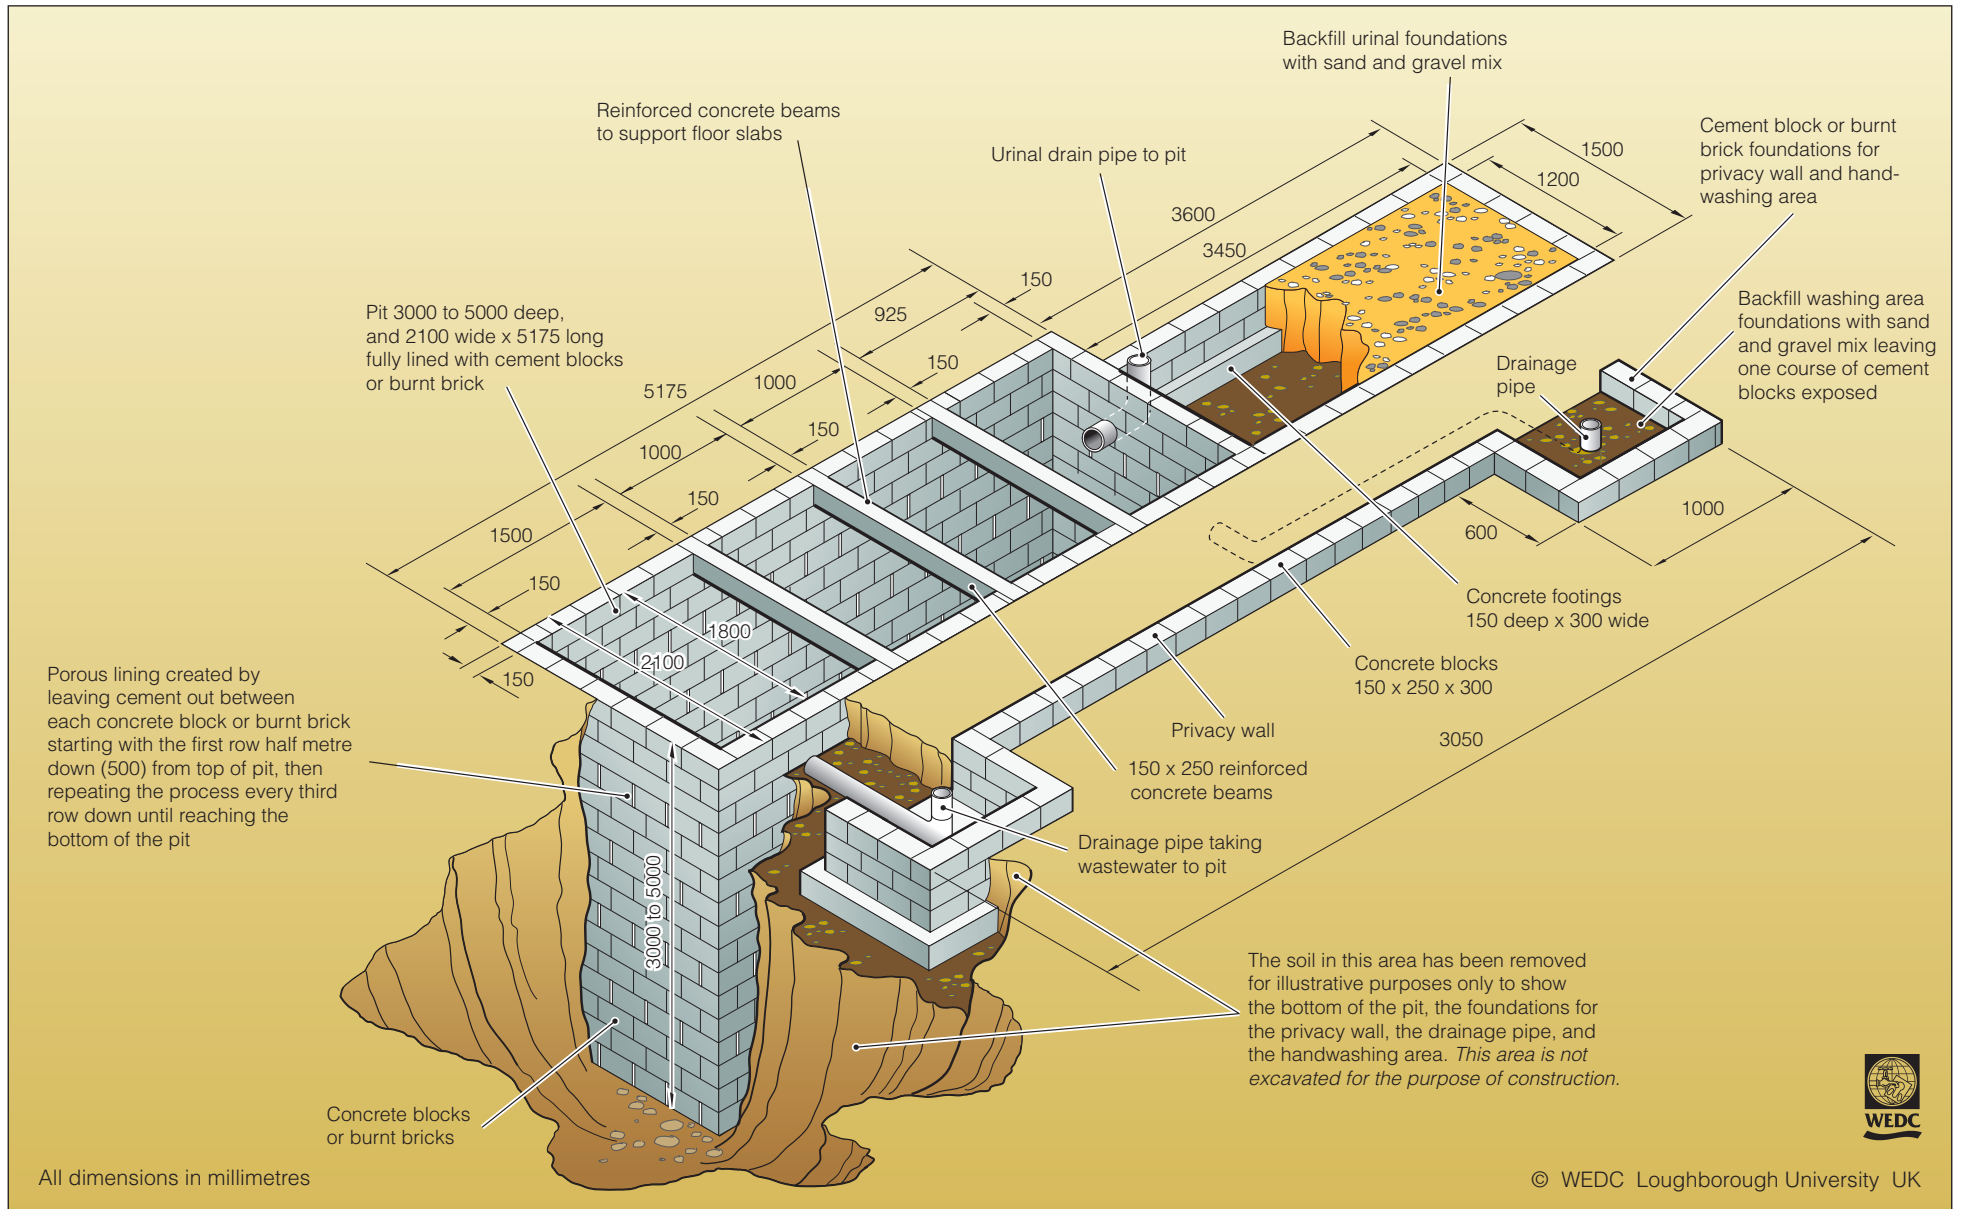 Backfill urinal foundations
with sand and gravel mix
Reinforced concrete beams
to support floor slabs
Urinal drain pipe to pit
Cement block or burnt
brick foundations for
privacy wall and hand-
washing area
1500
1200
3600
3450
150
925
150
1000
5175
150
1000
150
1500
150
150
Pit 3000 to 5000 deep,
and 2100 wide x 5175 long
fully lined with cement blocks
or burnt brick
Backfill washing area
foundations with sand
and gravel mix leaving
one course of cement
blocks exposed
Drainage
pipe
1000
600
1800
2100
Concrete footings
150 deep x 300 wide
Concrete blocks
150 x 250 x 300
Privacy wall
3050
150 x 250 reinforced
concrete beams
Porous lining created by
leaving cement out between
each concrete block or burnt brick
starting with the first row half metre
down (500) from top of pit, then
repeating the process every third
row down until reaching the
bottom of the pit
Drainage pipe taking
wastewater to pit
3000 to 5000
The soil in this area has been removed
for illustrative purposes only to show
the bottom of the pit, the foundations for
the privacy wall, the drainage pipe, and
the handwashing area. This area is not
excavated for the purpose of construction.
Concrete blocks
or burnt bricks
WEDC
All dimensions in millimetres
© WEDC Loughborough University UK